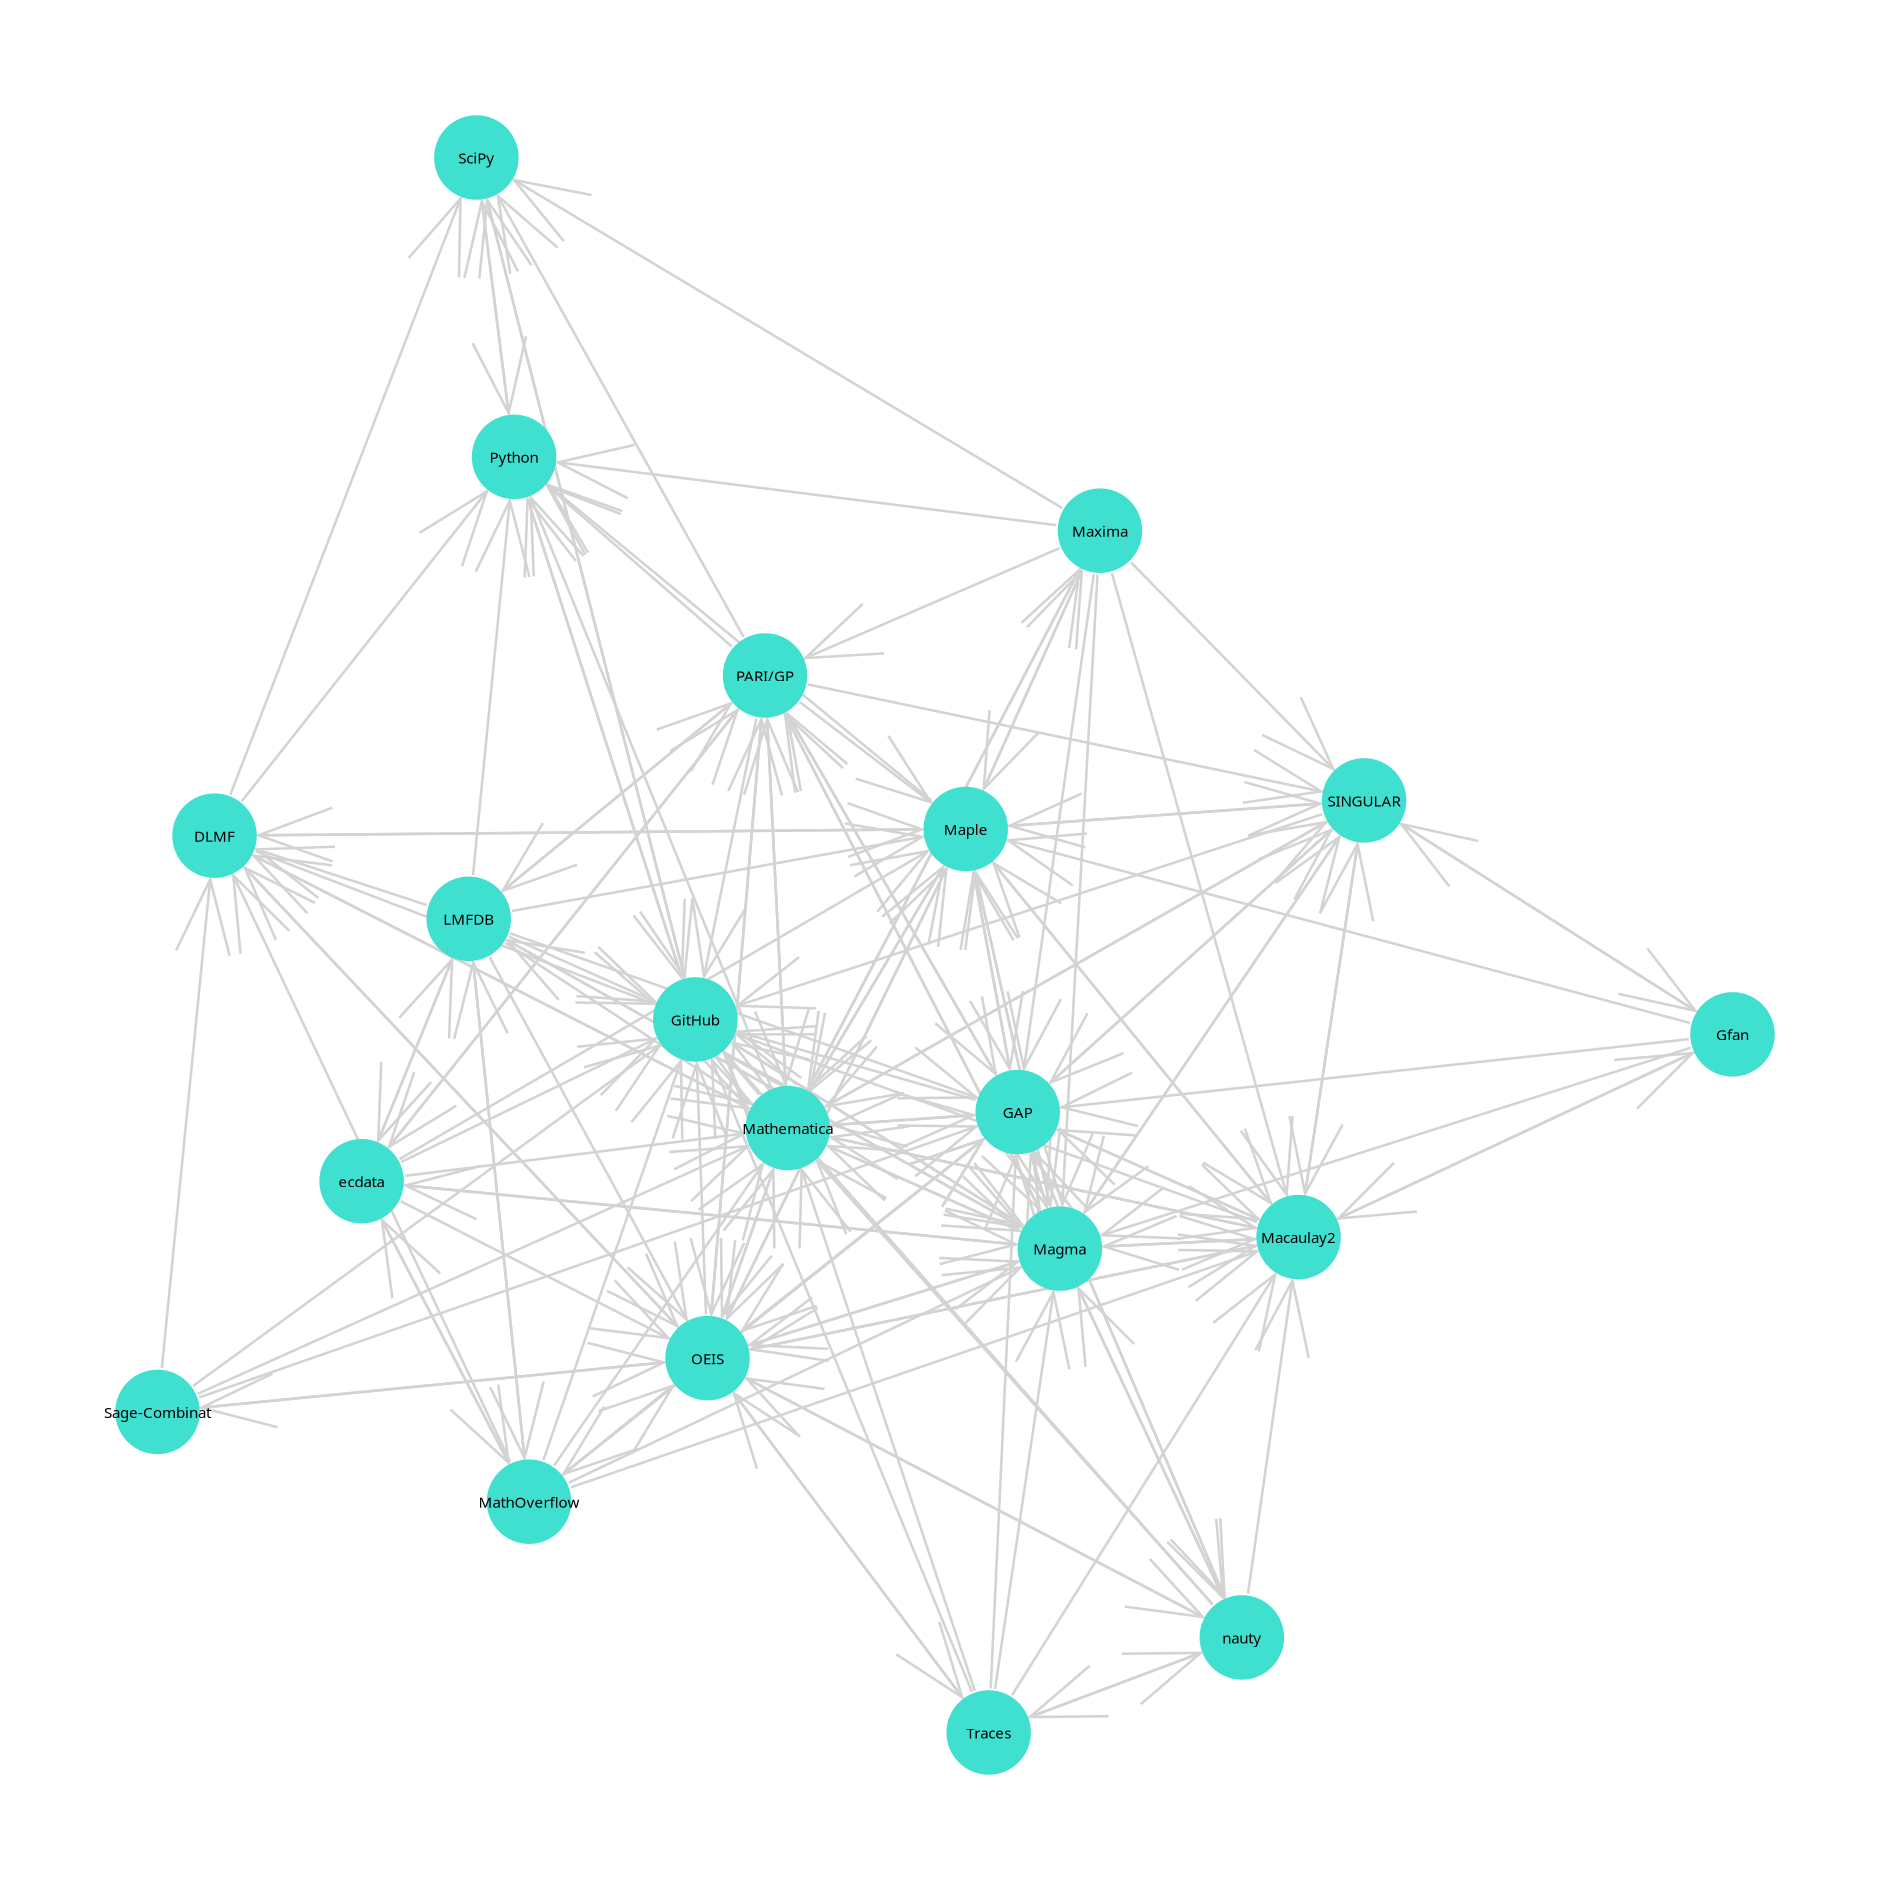 SciPy
Python
Maxima
PARI/GP
SINGULAR
Maple
DLMF
LMFDB
GitHub
Gfan
GAP
Mathematica
ecdata
Macaulay2
Magma
OEIS
Sage-Combinat
MathOverflow
nauty
Traces